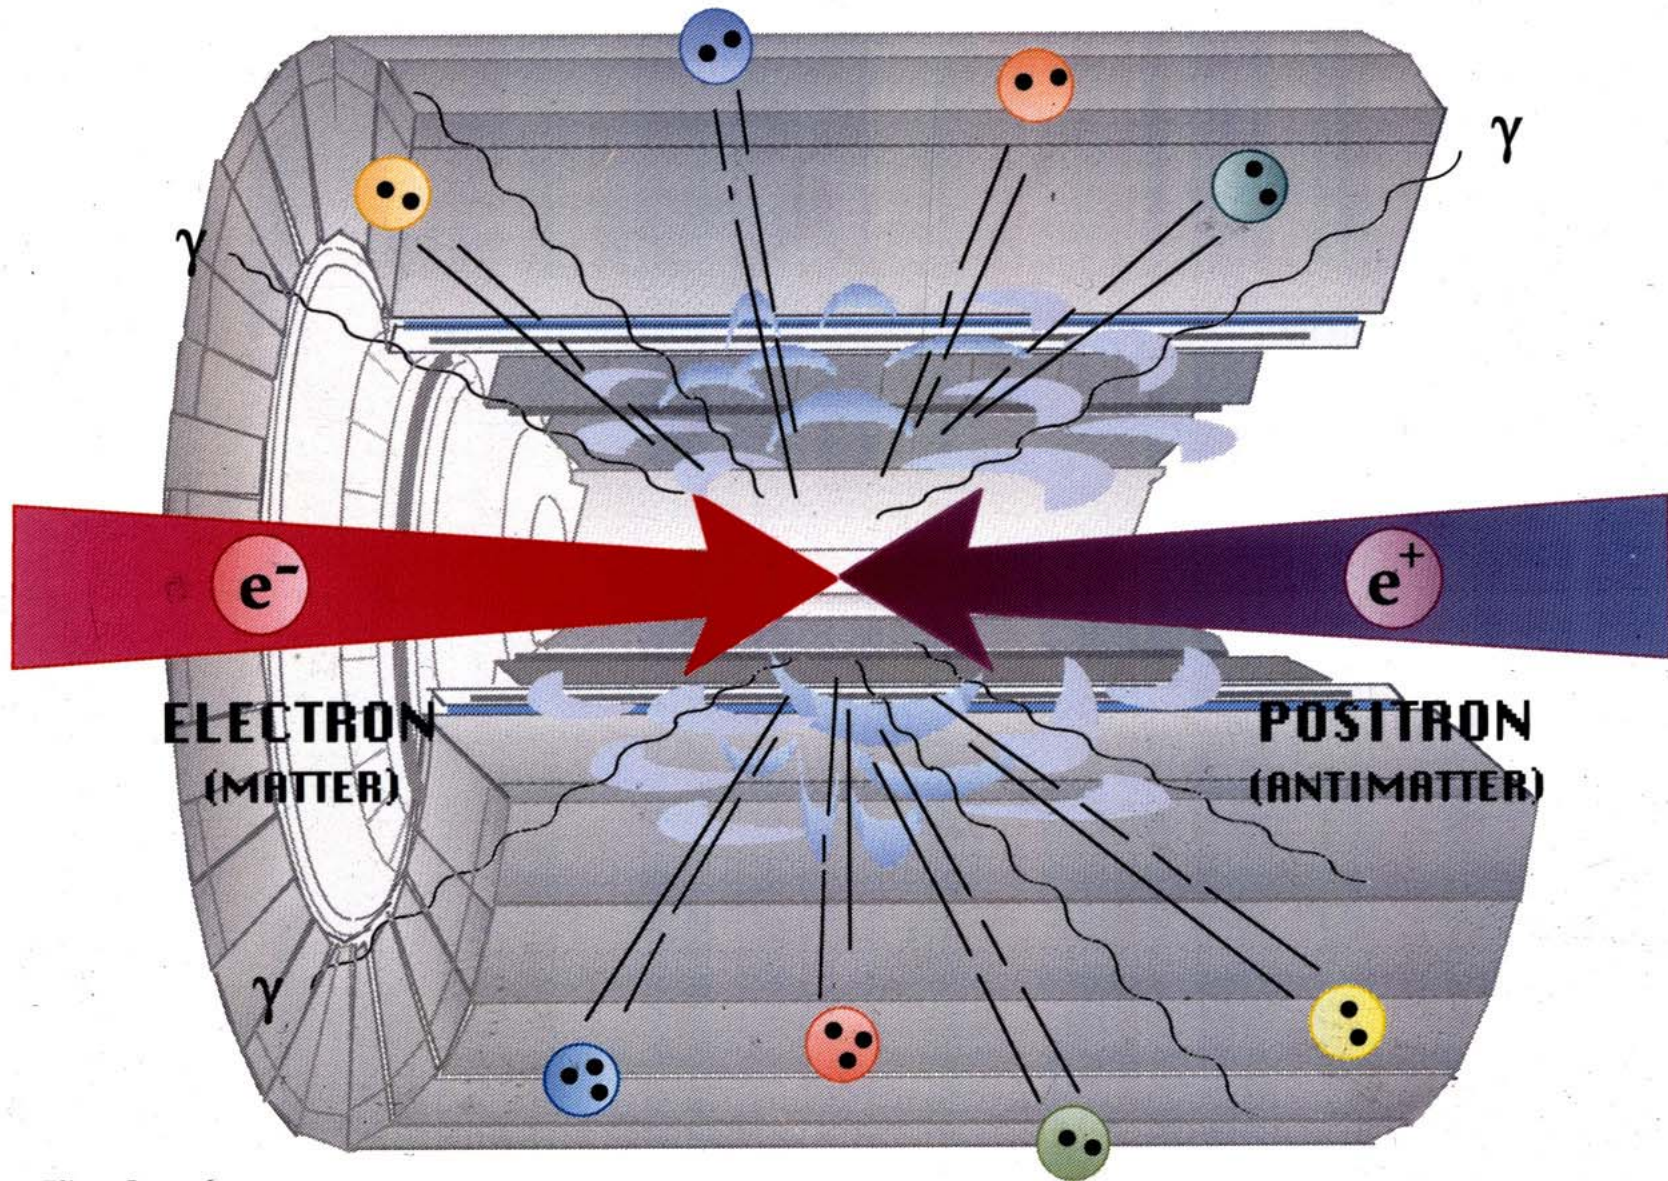 γ
γ
e⁻
e⁺
ELECTRON
(MATTER)
POSITRON
(ANTIMATTER)
γ